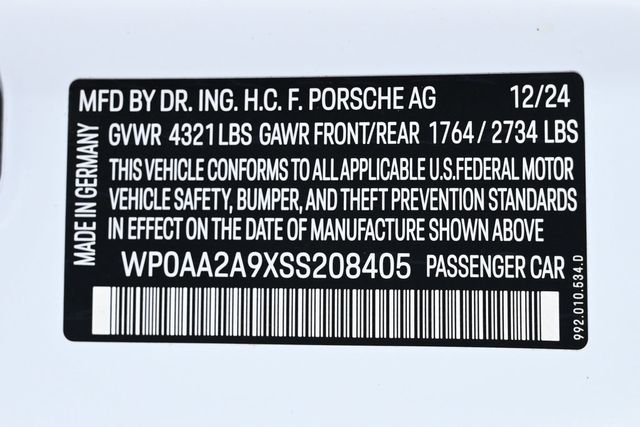 MFD BY DR. ING. H.C. F. PORSCHE AG 12/24
GVWR 4321 LBS GAWR FRONT/REAR 1764 / 2734 LBS
THIS VEHICLE CONFORMS TO ALL APPLICABLE U.S.FEDERAL MOTOR
VEHICLE SAFETY, BUMPER, AND THEFT PREVENTION STANDARDS
IN EFFECT ON THE DATE OF MANUFACTURE SHOWN ABOVE
WP0AA2A9XSS208405 PASSENGER CAR
MADE IN GERMANY
992.010.534.D